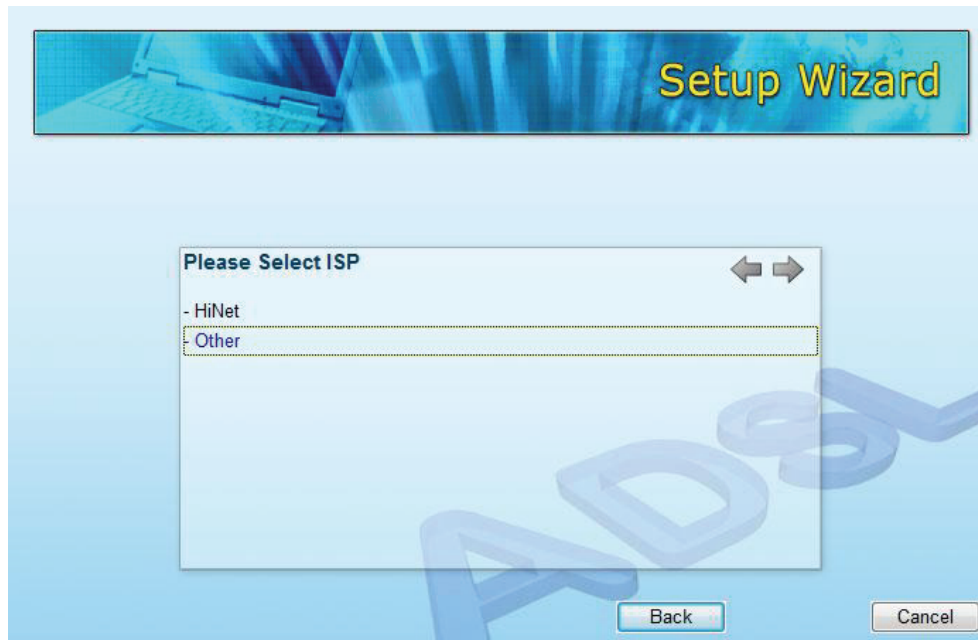 Setup Wizard
Please Select ISP
- HiNet
- Other
ADSL
Back
Cancel